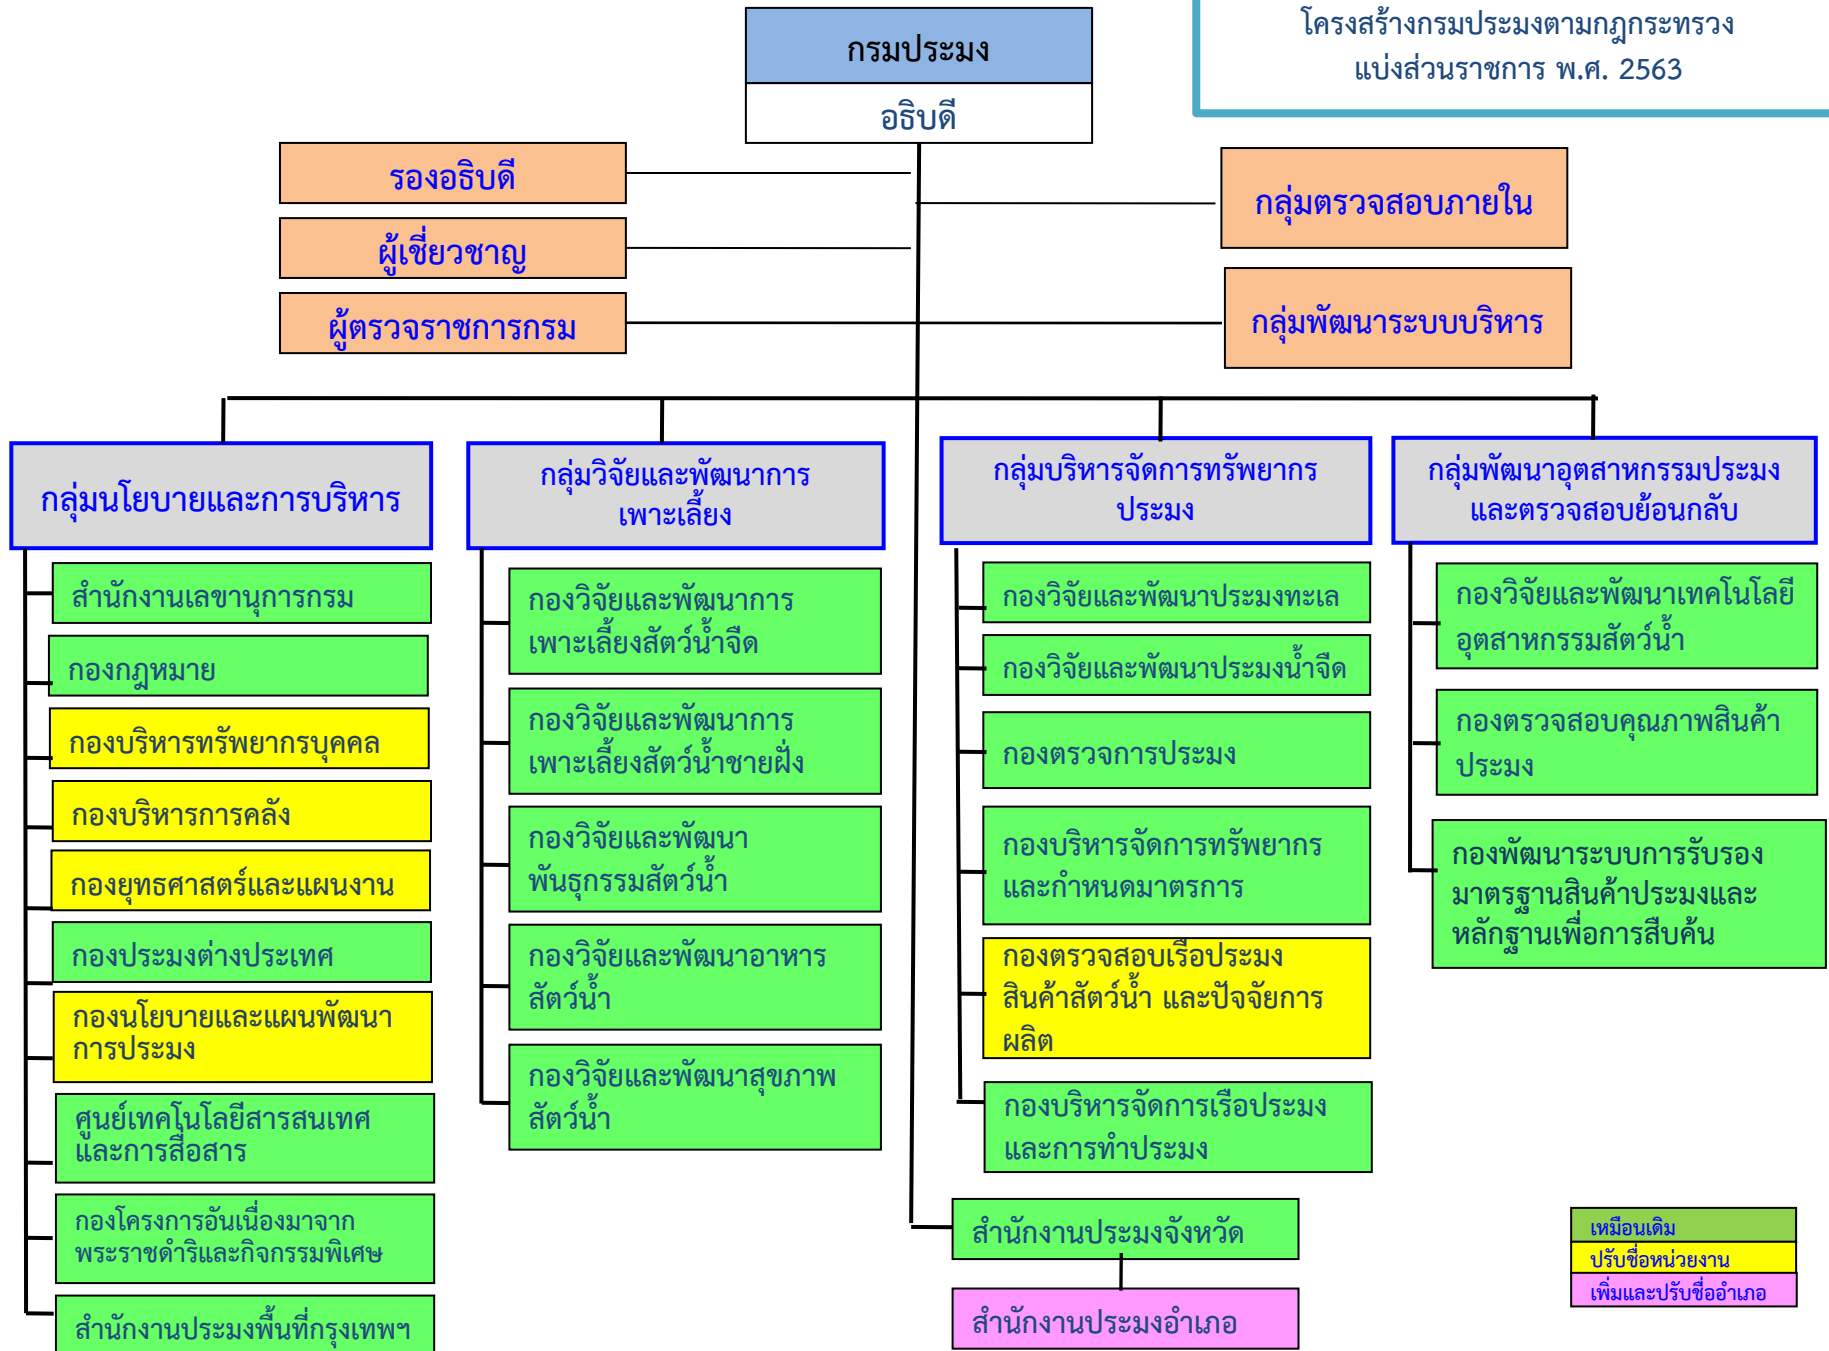 โครงสร้างกรมประมงตามกฎกระทรวง
แบ่งส่วนราชการ พ.ศ. 2563
กรมประมง
อธิบดี
รองอธิบดี
ผู้เชี่ยวชาญ
ผู้ตรวจราชการกรม
กลุ่มตรวจสอบภายใน
กลุ่มพัฒนาระบบบริหาร
กลุ่มนโยบายและการบริหาร
สำนักงานเลขานุการกรม
กองกฎหมาย
กองบริหารทรัพยากรบุคคล
กองบริหารการคลัง
กองยุทธศาสตร์และแผนงาน
กองประมงต่างประเทศ
กองนโยบายและแผนพัฒนา
การประมง
ศูนย์เทคโนโลยีสารสนเทศ
และการสื่อสาร
กองโครงการอันเนื่องมาจาก
พระราชดำริและกิจกรรมพิเศษ
สำนักงานประมงพื้นที่กรุงเทพฯ
กลุ่มวิจัยและพัฒนาการ
เพาะเลี้ยง
กองวิจัยและพัฒนาการ
เพาะเลี้ยงสัตว์น้ำจืด
กองวิจัยและพัฒนาการ
เพาะเลี้ยงสัตว์น้ำชายฝั่ง
กองวิจัยและพัฒนา
พันธุกรรมสัตว์น้ำ
กองวิจัยและพัฒนาอาหาร
สัตว์น้ำ
กองวิจัยและพัฒนาสุขภาพ
สัตว์น้ำ
กลุ่มบริหารจัดการทรัพยากร
ประมง
กองวิจัยและพัฒนาประมงทะเล
กองวิจัยและพัฒนาประมงน้ำจืด
กองตรวจการประมง
กองบริหารจัดการทรัพยากร
และกำหนดมาตรการ
กองตรวจสอบเรือประมง
สินค้าสัตว์น้ำ และปัจจัยการ
ผลิต
กองบริหารจัดการเรือประมง
และการทำประมง
สำนักงานประมงจังหวัด
สำนักงานประมงอำเภอ
กลุ่มพัฒนาอุตสาหกรรมประมง
และตรวจสอบย้อนกลับ
กองวิจัยและพัฒนาเทคโนโลยี
อุตสาหกรรมสัตว์น้ำ
กองตรวจสอบคุณภาพสินค้า
ประมง
กองพัฒนาระบบการรับรอง
มาตรฐานสินค้าประมงและ
หลักฐานเพื่อการสืบค้น
เหมือนเดิม
ปรับชื่อหน่วยงาน
เพิ่มและปรับชื่ออำเภอ